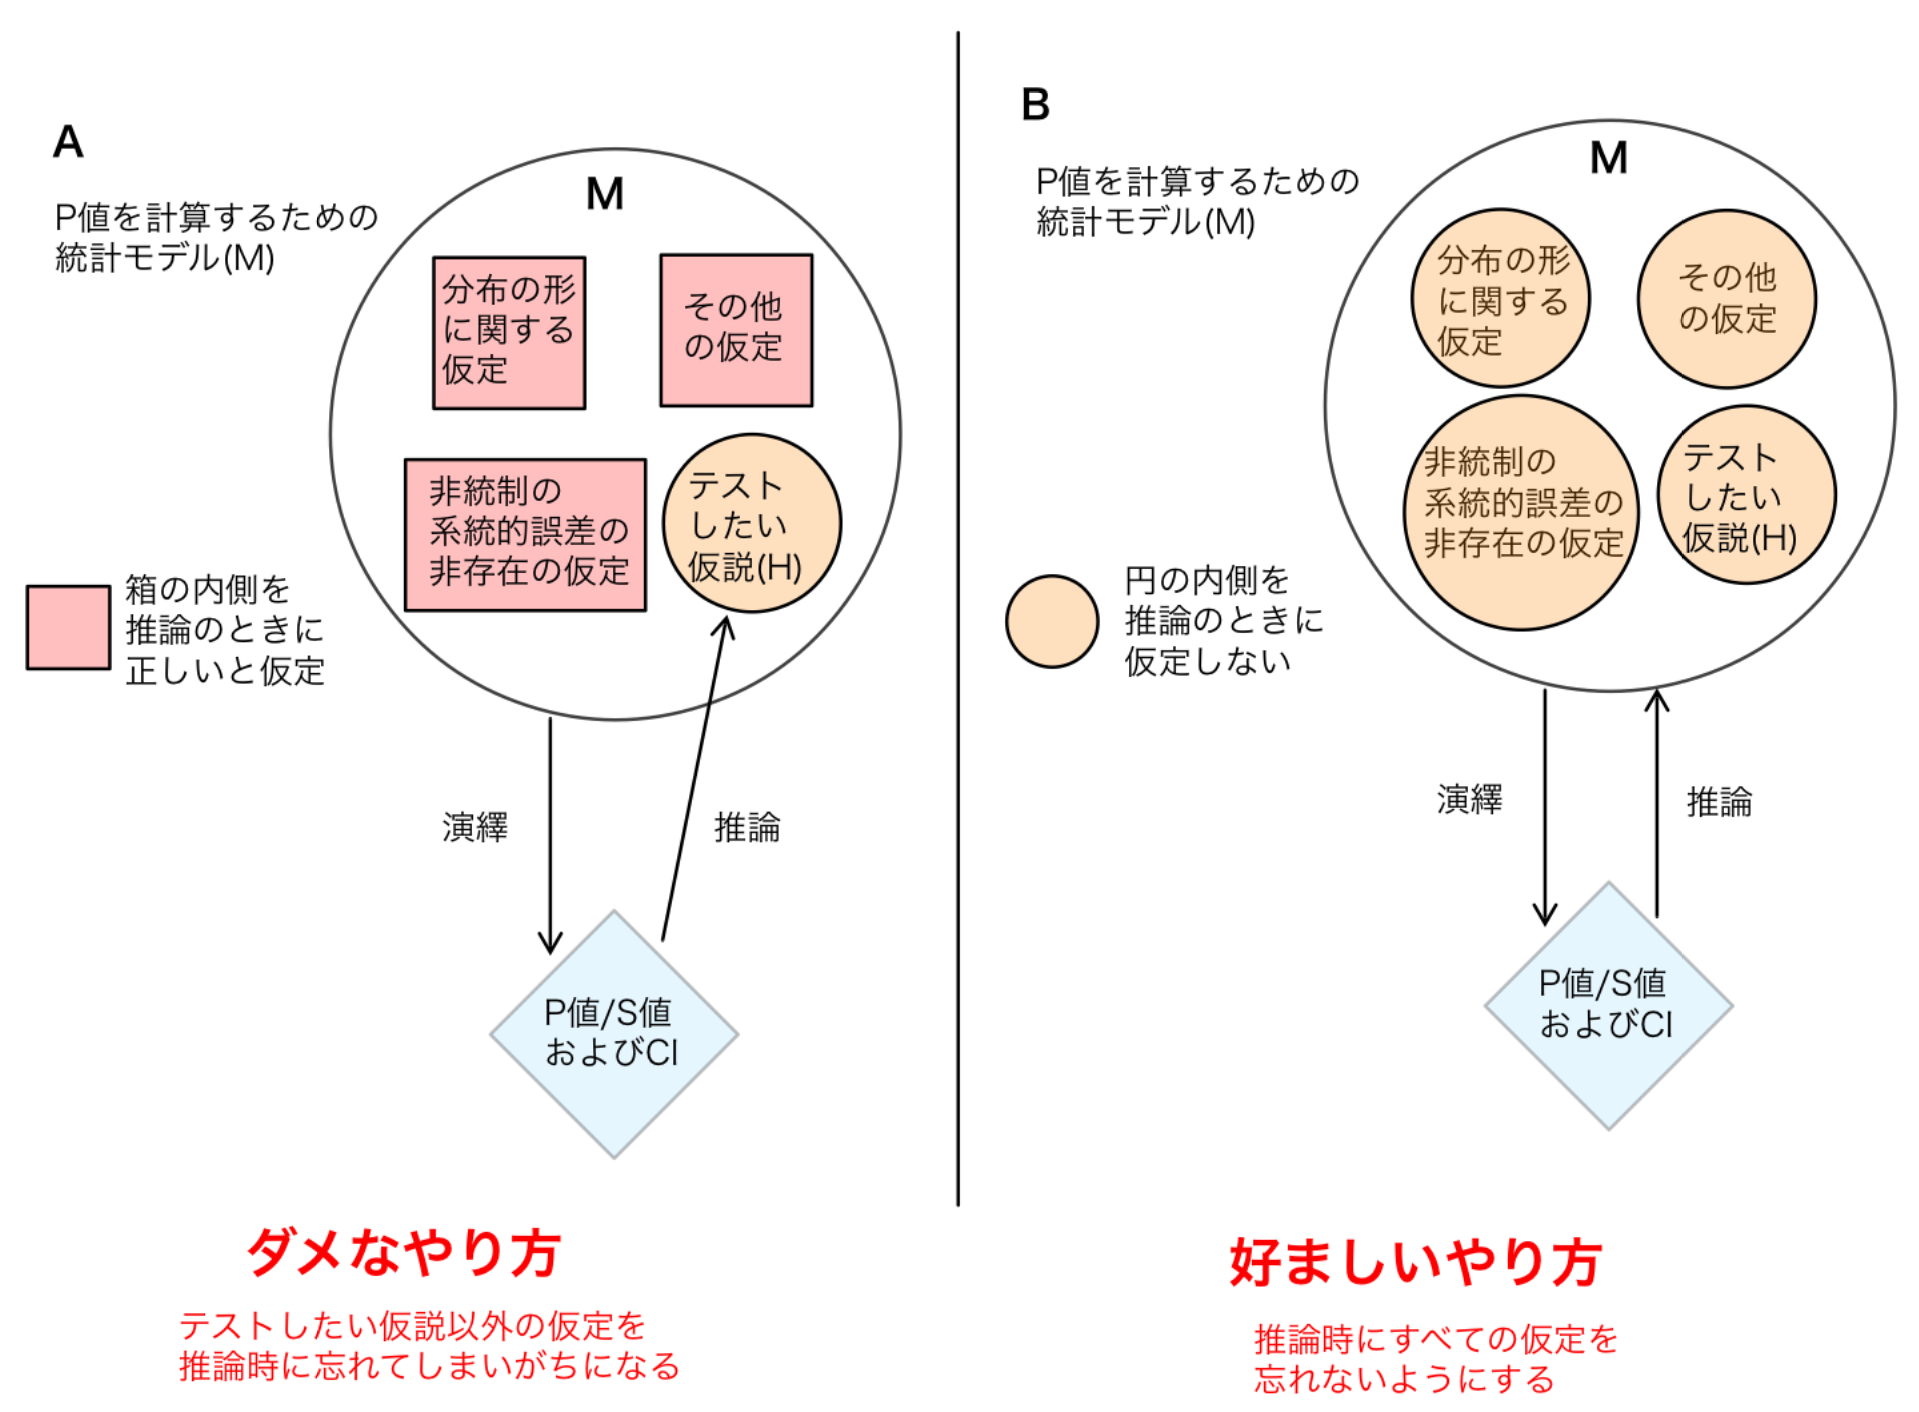 A
P値を計算するための
統計モデル(M)
M
分布の形
に関する
仮定
その他
の仮定
非統制の
系統的誤差の
非存在の仮定
テスト
したい
仮説(H)
箱の内側を
推論のときに
正しいと仮定
演繹
推論
P値/S値
およびCI
ダメなやり方
テストしたい仮説以外の仮定を
推論時に忘れてしまいがちになる
B
P値を計算するための
統計モデル(M)
M
分布の形
に関する
仮定
その他
の仮定
非統制の
系統的誤差の
非存在の仮定
テスト
したい
仮説(H)
円の内側を
推論のときに
仮定しない
演繹
推論
P値/S値
およびCI
好ましいやり方
推論時にすべての仮定を
忘れないようにする